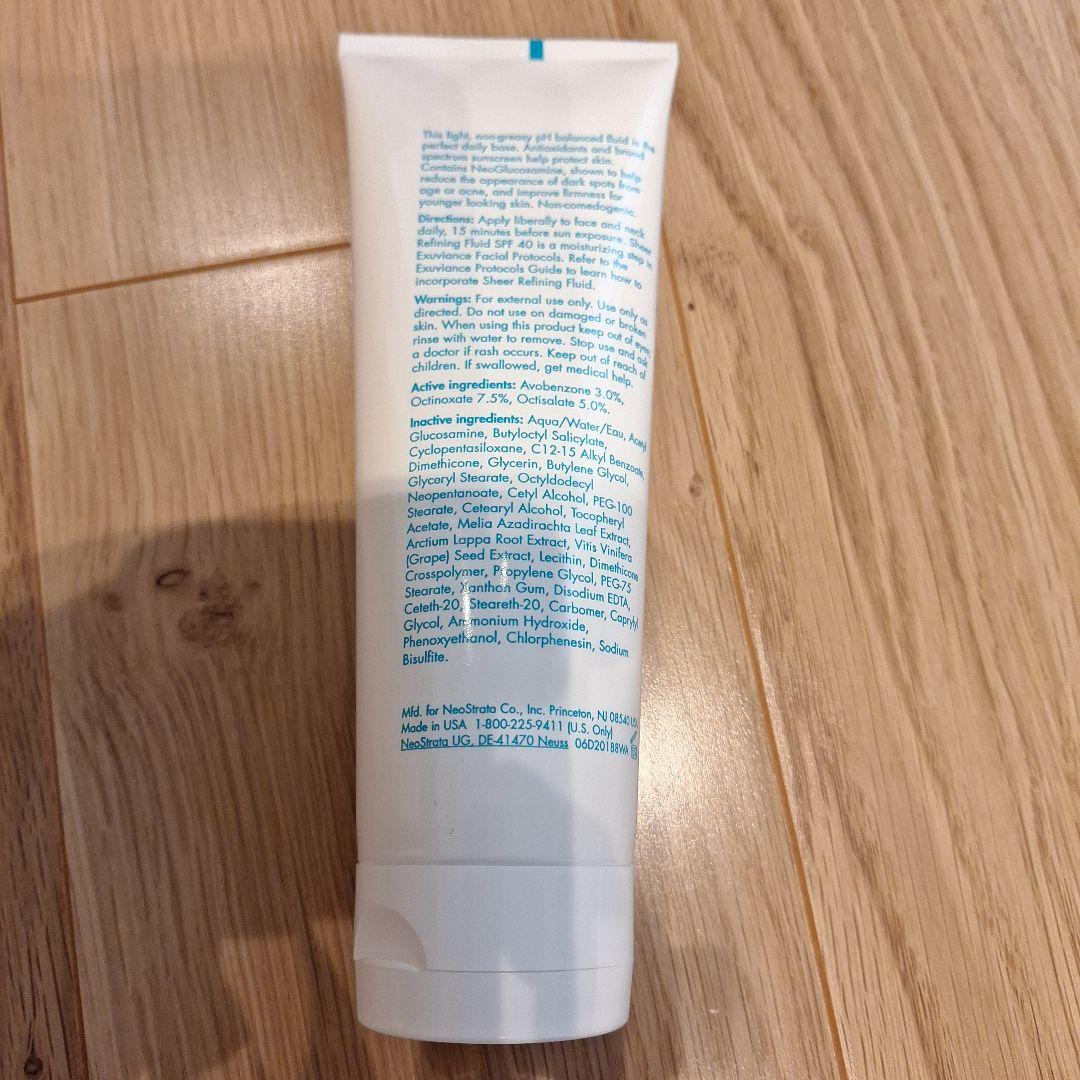 This light, non-greasy pH balanced fluid is the
perfect daily base. Antioxidants and broad
spectrum sunscreen help protect skin.
Contains NeoGlucosamine, shown to help
reduce the appearance of dark spots from
age or acne, and improve firmness for
younger looking skin. Non-comedogenic.
Directions: Apply liberally to face and neck
daily, 15 minutes before sun exposure. Sheer
Refining Fluid SPF 40 is a moisturizing step in
Exuviance Facial Protocols. Refer to the
Exuviance Protocols Guide to learn how to
incorporate Sheer Refining Fluid.
Warnings: For external use only. Use only as
directed. Do not use on damaged or broken
skin. When using this product keep out of eyes,
rinse with water to remove. Stop use and ask
a doctor if rash occurs. Keep out of reach of
children. If swallowed, get medical help.
Active ingredients: Avobenzone 3.0%,
Octinoxate 7.5%, Octisalate 5.0%.
Inactive ingredients: Aqua/Water/Eau, Acetyl
Glucosamine, Butyloctyl Salicylate,
Cyclopentasiloxane, C12-15 Alkyl Benzoate,
Dimethicone, Glycerin, Butylene Glycol,
Glyceryl Stearate, Octyldodecyl
Neopentanoate, Cetyl Alcohol, PEG-100
Stearate, Cetearyl Alcohol, Tocopheryl
Acetate, Melia Azadirachta Leaf Extract,
Arctium Lappa Root Extract, Vitis Vinifera
(Grape) Seed Extract, Lecithin, Dimethicone
Crosspolymer, Propylene Glycol, PEG-75
Stearate, Xanthan Gum, Disodium EDTA,
Ceteth-20, Steareth-20, Carbomer, Caprylyl
Glycol, Ammonium Hydroxide,
Phenoxyethanol, Chlorphenesin, Sodium
Bisulfite.
Mfd. for NeoStrata Co., Inc. Princeton, NJ 08540 USA
Made in USA 1-800-225-9411 (U.S. Only)
NeoStrata UG, DE-41470 Neuss 06D20188WA